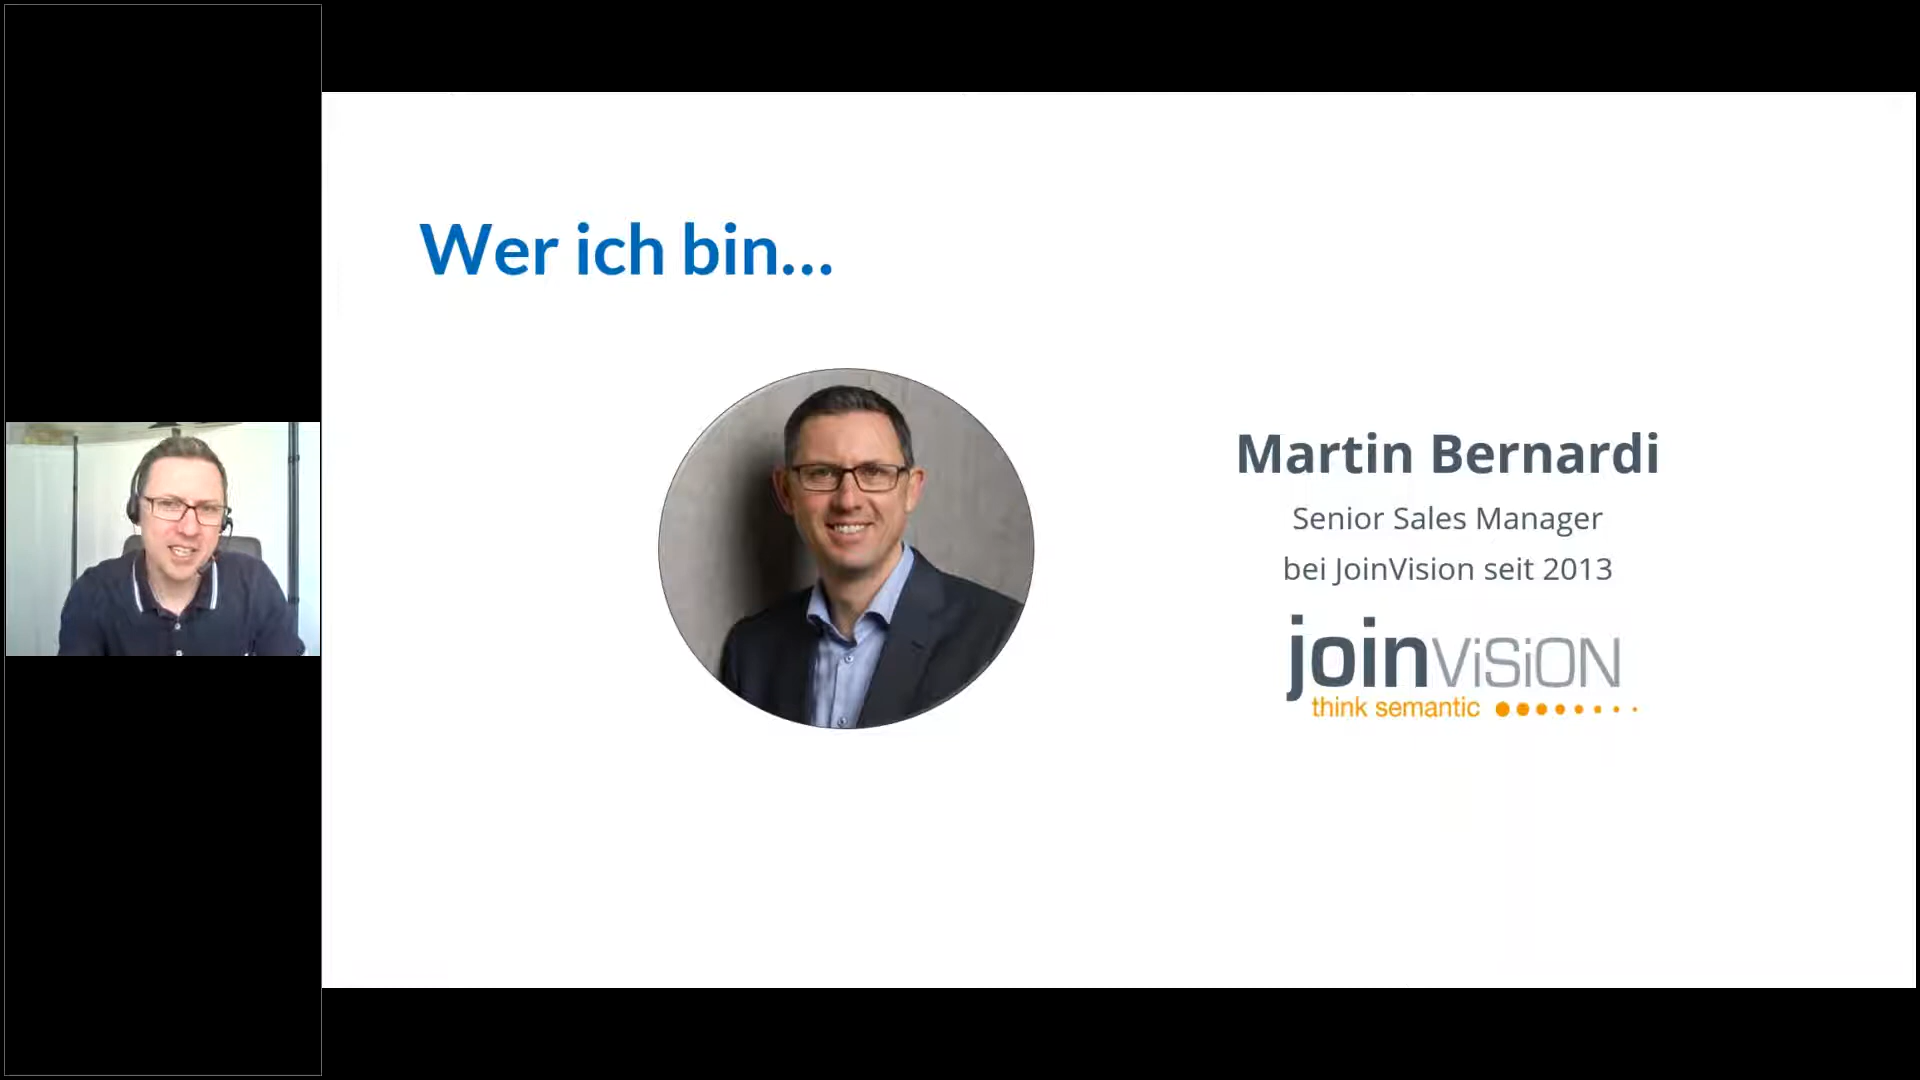 Wer ich bin...
Martin Bernardi
Senior Sales Manager
bei JoinVision seit 2013
joinViSiON
think semantic